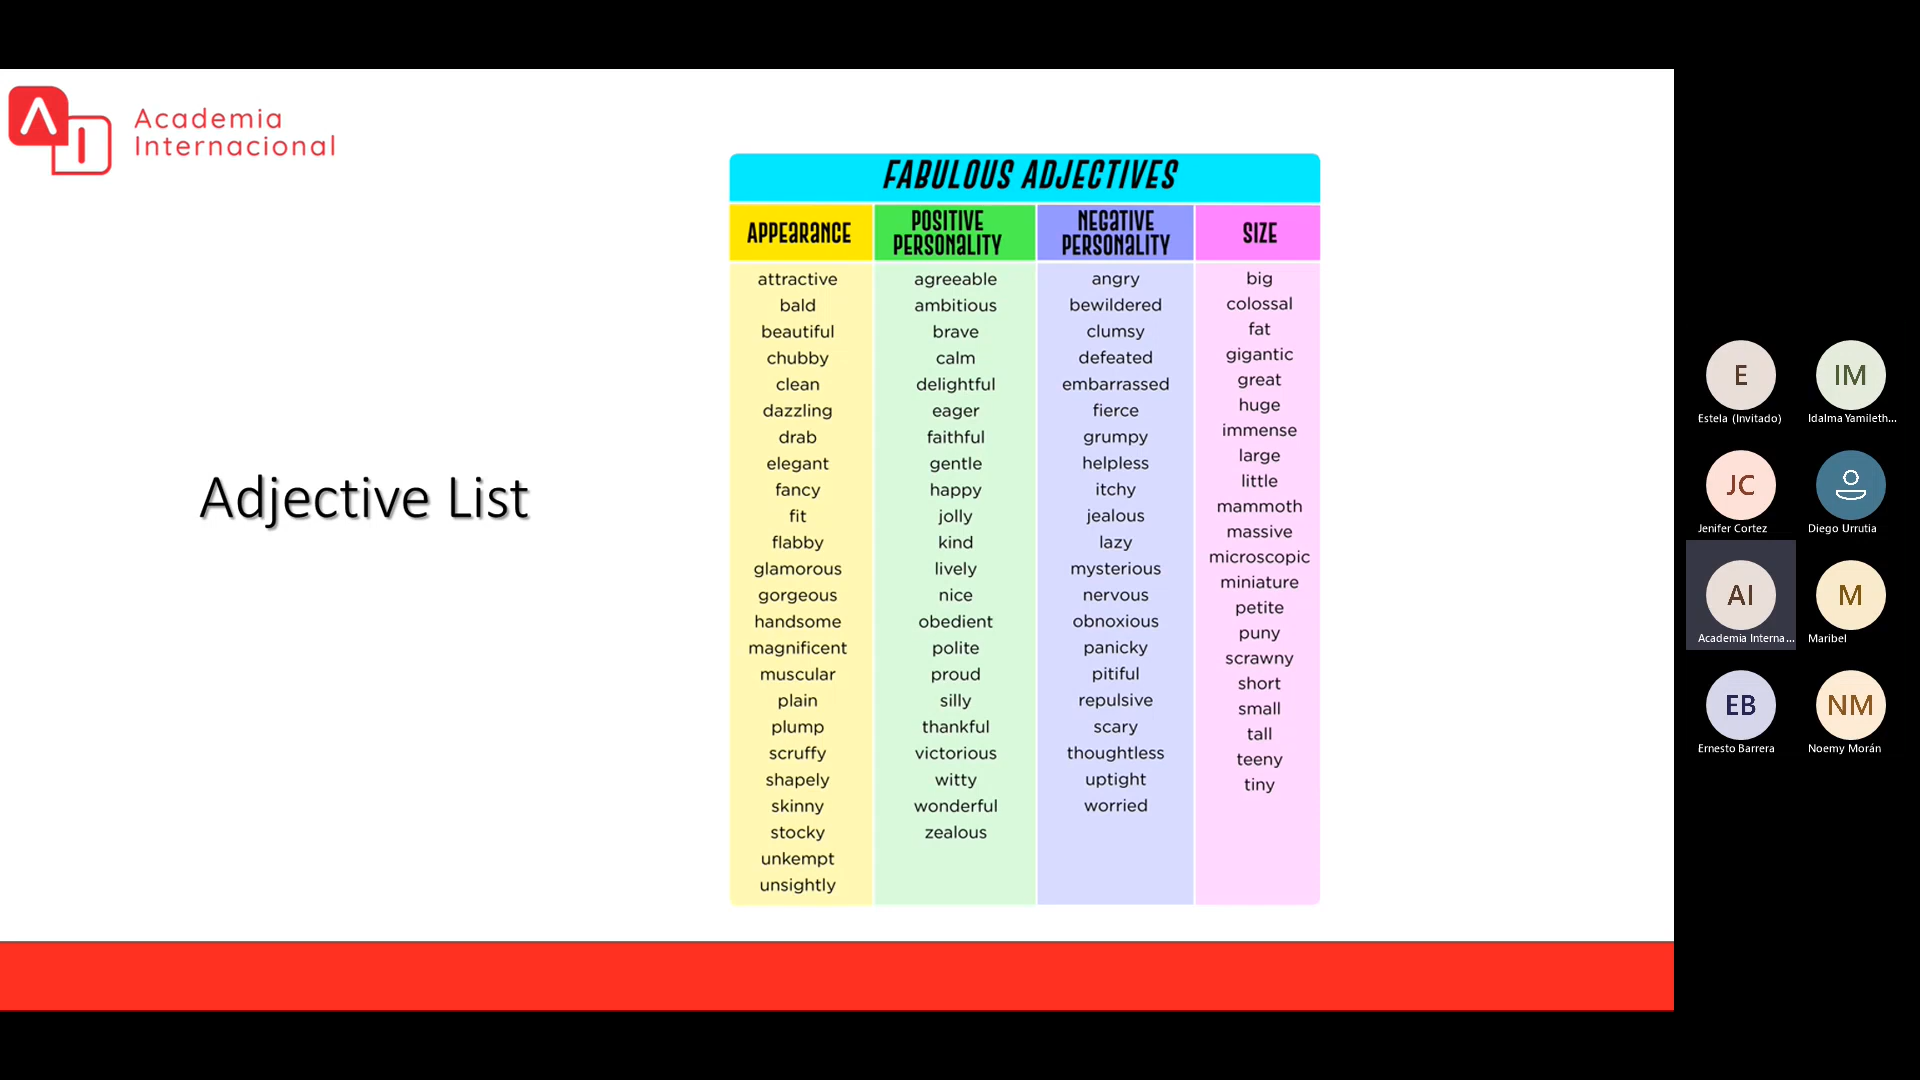 Academia
Internacional
Adjective List
FABULOUS ADJECTIVES
APPEARANCE
attractive
bald
beautiful
chubby
clean
dazzling
drab
elegant
fancy
fit
flabby
glamorous
gorgeous
handsome
magnificent
muscular
plain
plump
scruffy
shapely
skinny
stocky
unkempt
unsightly
POSITIVE
PERSONALITY
agreeable
ambitious
brave
calm
delightful
eager
faithful
gentle
happy
jolly
kind
lively
nice
obedient
polite
proud
silly
thankful
victorious
witty
wonderful
zealous
NEGATIVE
PERSONALITY
angry
bewildered
clumsy
defeated
embarrassed
fierce
grumpy
helpless
itchy
jealous
lazy
mysterious
nervous
obnoxious
panicky
pitiful
repulsive
scary
thoughtless
uptight
worried
SIZE
big
colossal
fat
gigantic
great
huge
immense
large
little
mammoth
massive
microscopic
miniature
petite
puny
scrawny
short
small
tall
teeny
tiny
E
Estela (Invitado)
IM
Idalma Yamileth...
JC
Jenifer Cortez
Diego Urrutia
AI
Academia Interna...
M
Maribel
EB
Ernesto Barrera
NM
Noemy Morán